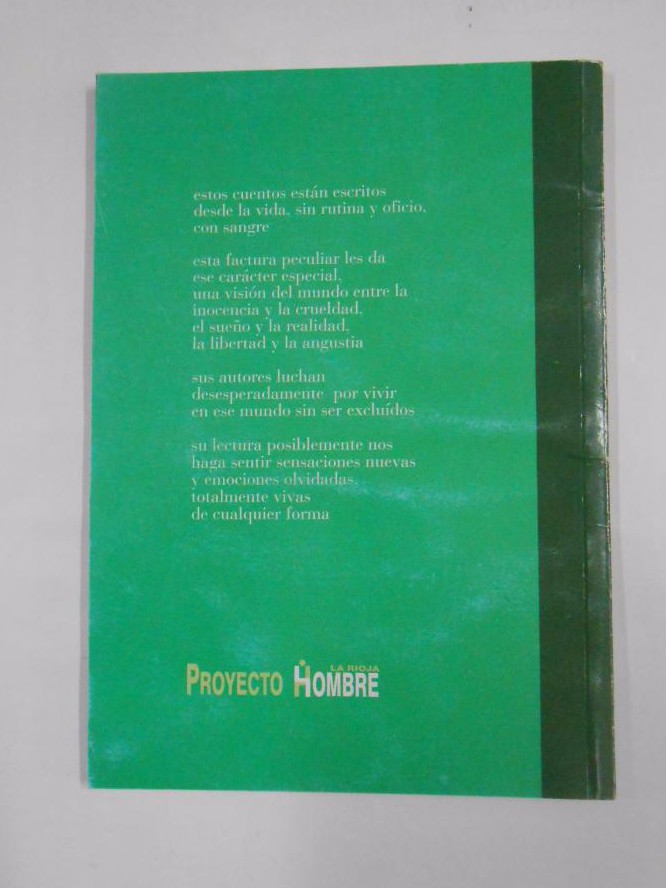 estos cuentos están escritos
desde la vida, sin rutina y oficio,
con sangre
esta factura peculiar les da
ese carácter especial,
una visión del mundo entre la
inocencia y la crueldad,
el sueño y la realidad,
la libertad y la angustia
sus autores luchan
desesperadamente por vivir
en ese mundo sin ser excluídos
su lectura posiblemente nos
haga sentir sensaciones nuevas
y emociones olvidadas
totalmente vivas
de cualquier forma
LA RIOJA
PROYECTO HOMBRE